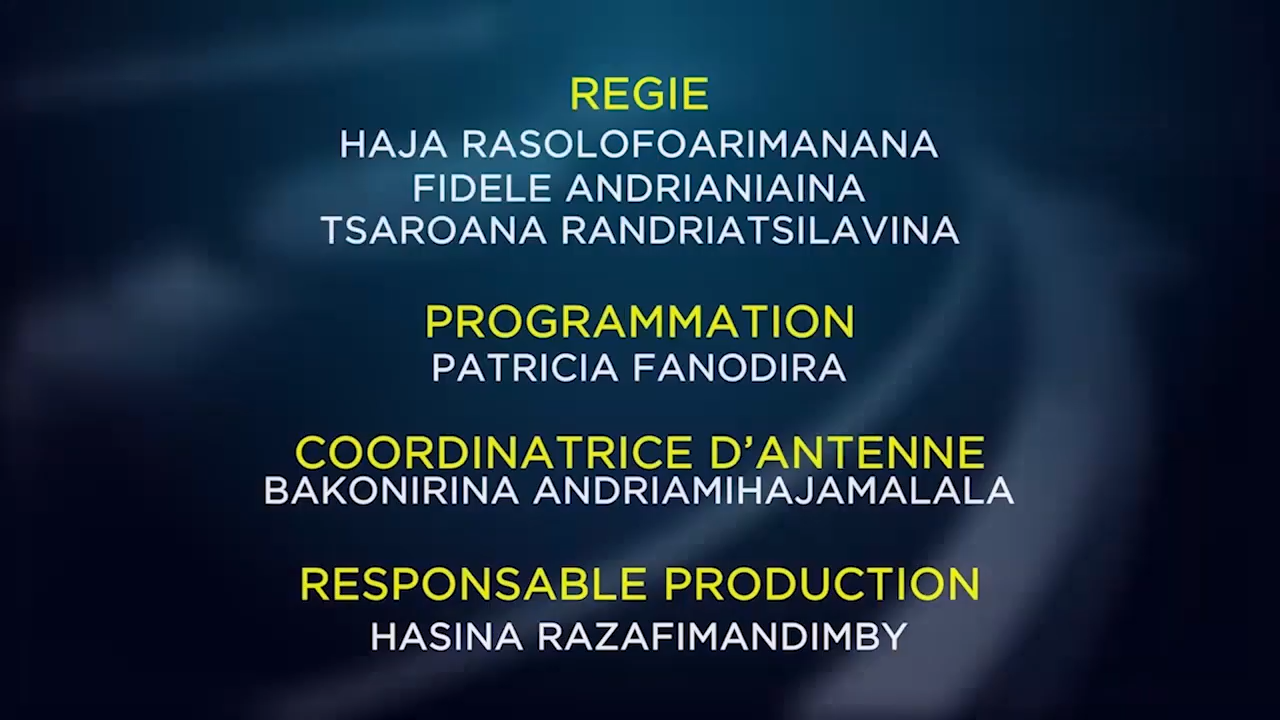 REGIE
HAJA RASOLOFOARIMANANA
FIDELE ANDRIANIAINA
TSAROANA RANDRIATSILAVINA
PROGRAMMATION
PATRICIA FANODIRA
COORDINATRICE D’ANTENNE
BAKONIRINA ANDRIAMIHAJAMALALA
RESPONSABLE PRODUCTION
HASINA RAZAFIMANDIMBY